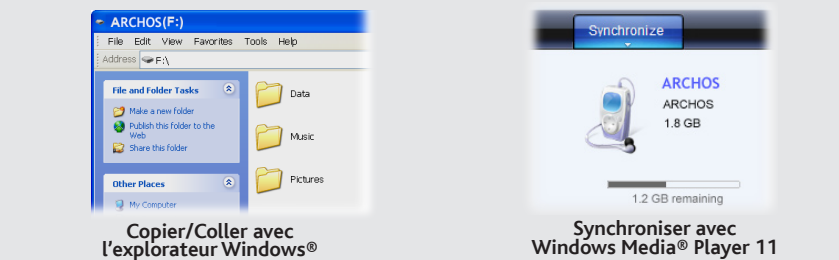 ARCHOS(F:)
File Edit View Favorites Tools Help
Address F:\
File and Folder Tasks
Make a new folder
Publish this folder to the
Web
Share this folder
Other Places
My Computer
Data
Music
Pictures
Copier/Coller avec
l'explorateur Windows®
Synchronize
ARCHOS
ARCHOS
1.8 GB
1.2 GB remaining
Synchroniser avec
Windows Media® Player 11